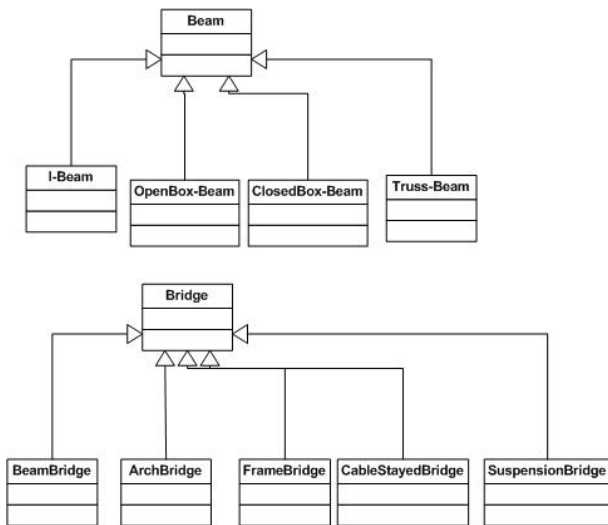 Beam
I-Beam
OpenBox-Beam
ClosedBox-Beam
Truss-Beam
Bridge
BeamBridge
ArchBridge
FrameBridge
CableStayedBridge
SuspensionBridge